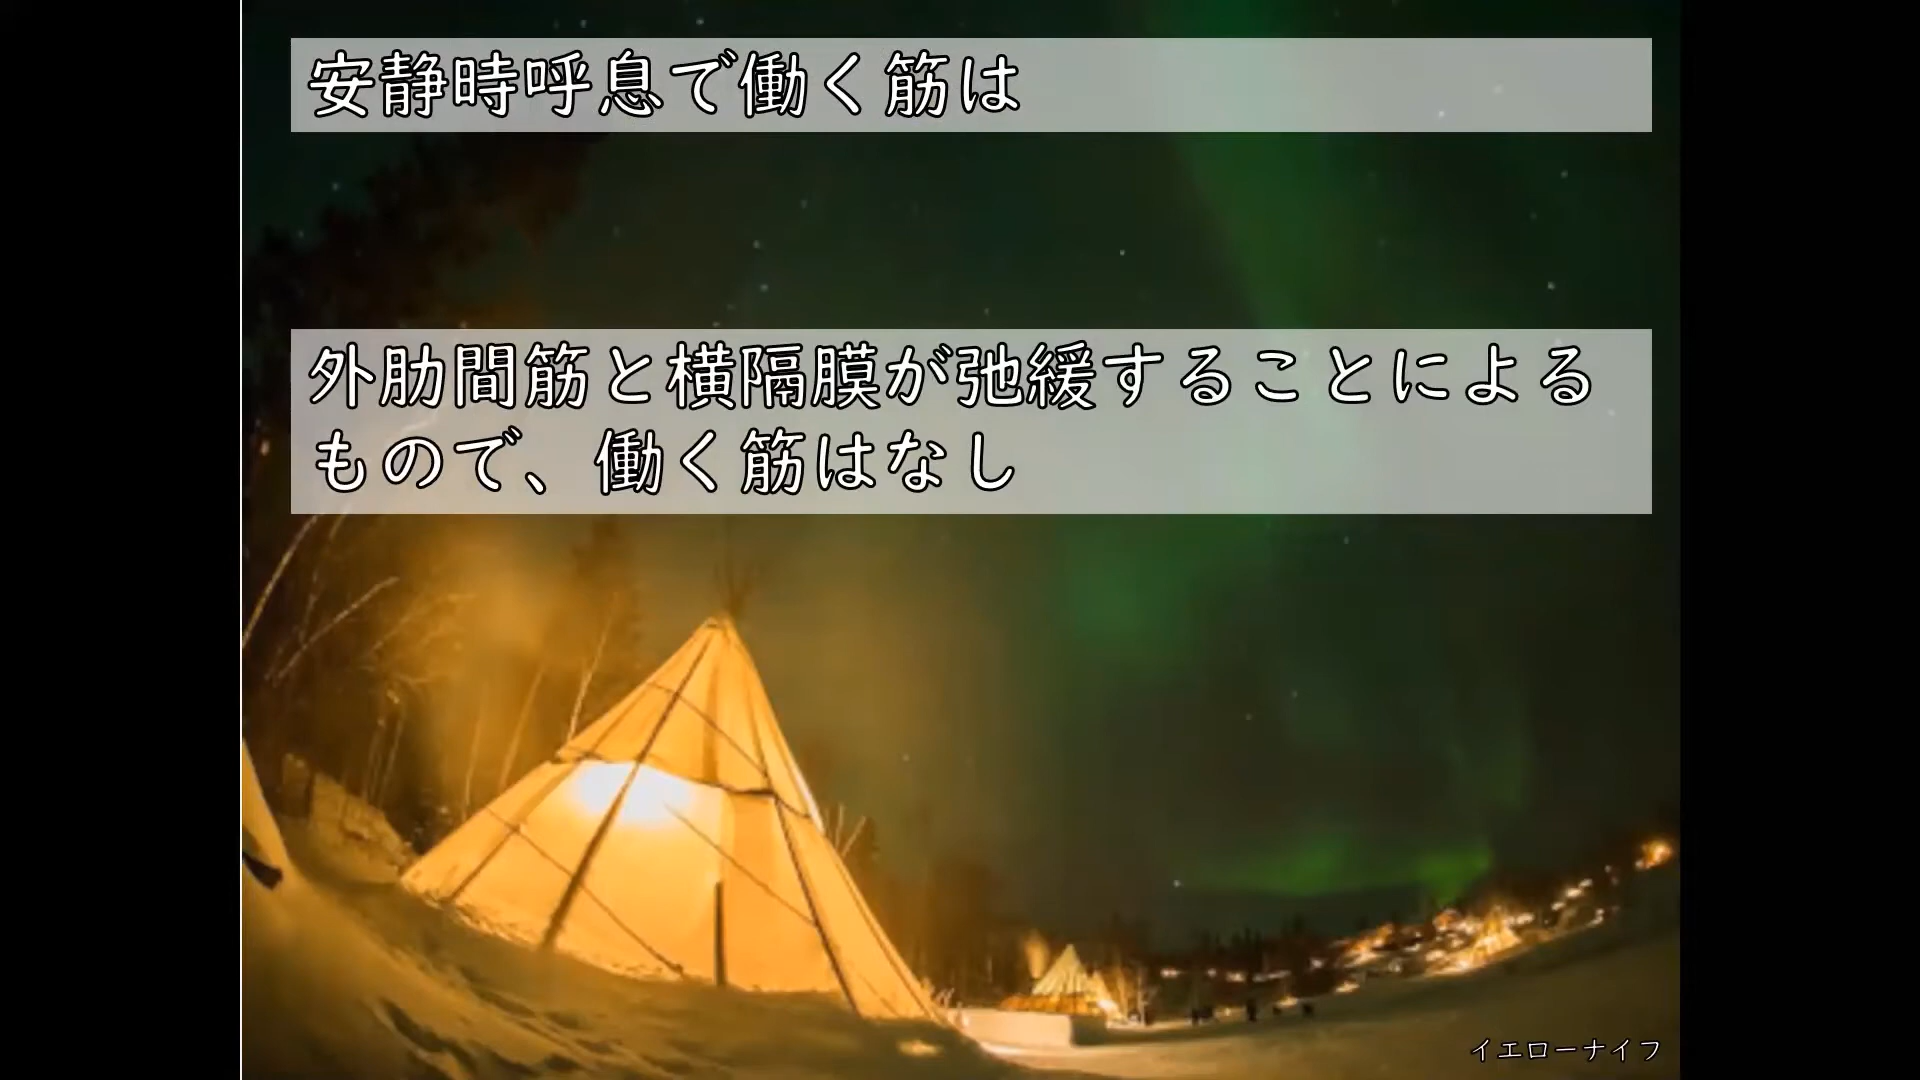 安静時呼息で働く筋は
外肋間筋と横隔膜が弛緩することによる
もので、働く筋はなし
イエローナイフ